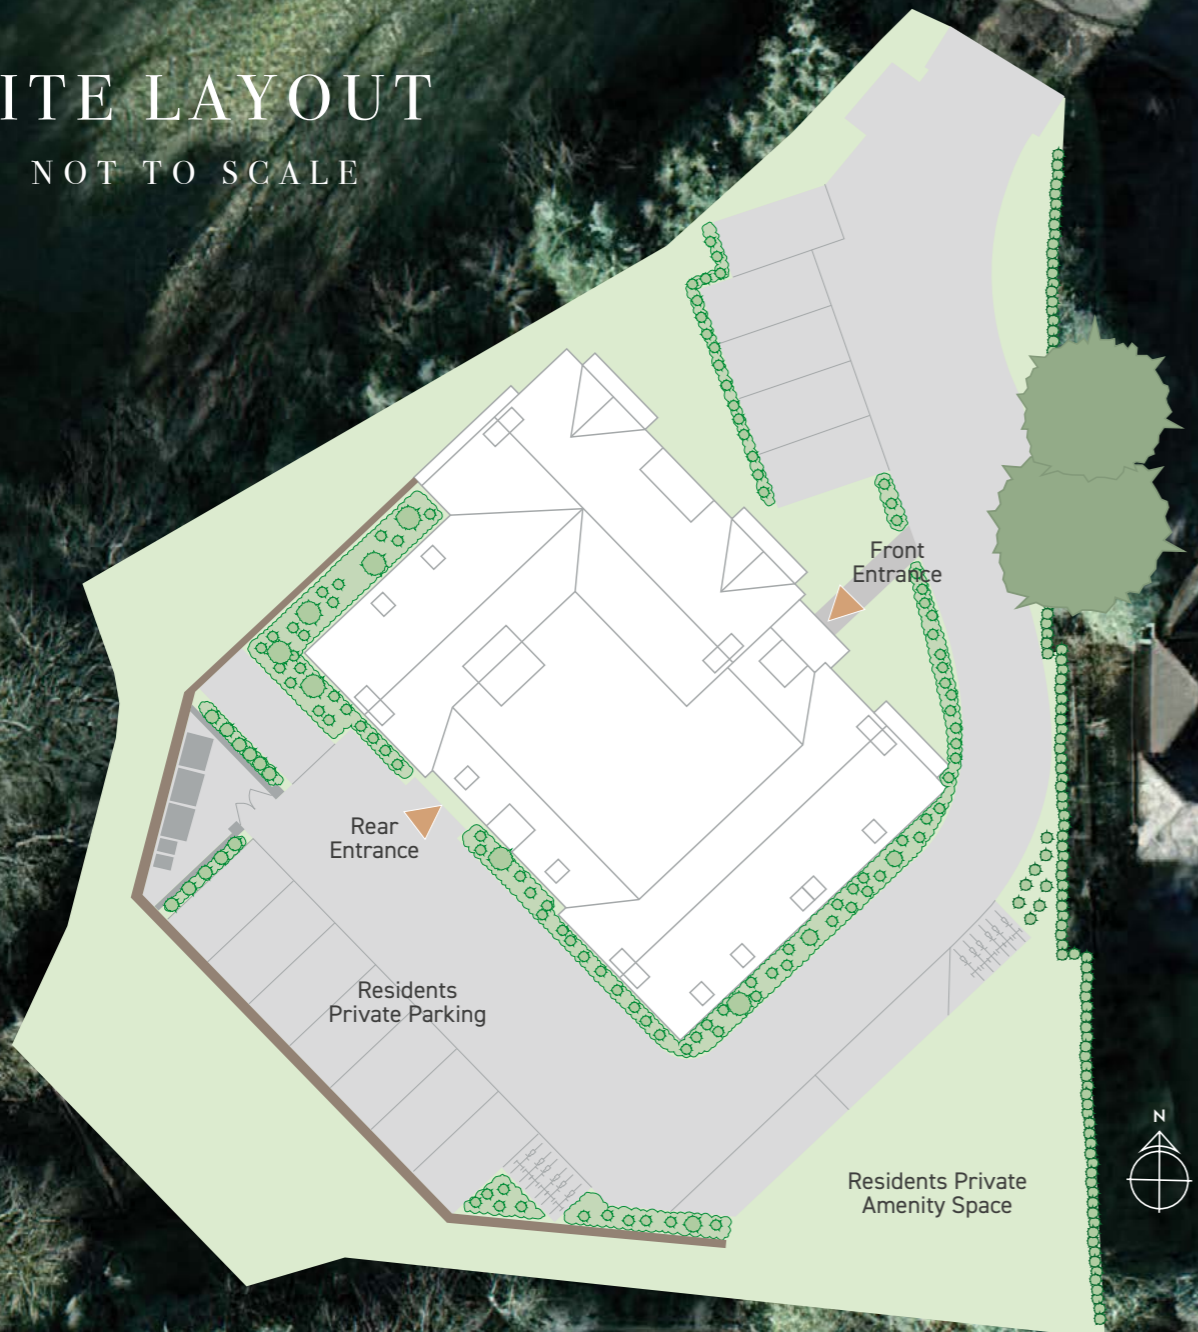 ITE LAYOUT
NOT TO SCALE
Front
Entrance
Rear
Entrance
Residents
Private Parking
N
Residents Private
Amenity Space